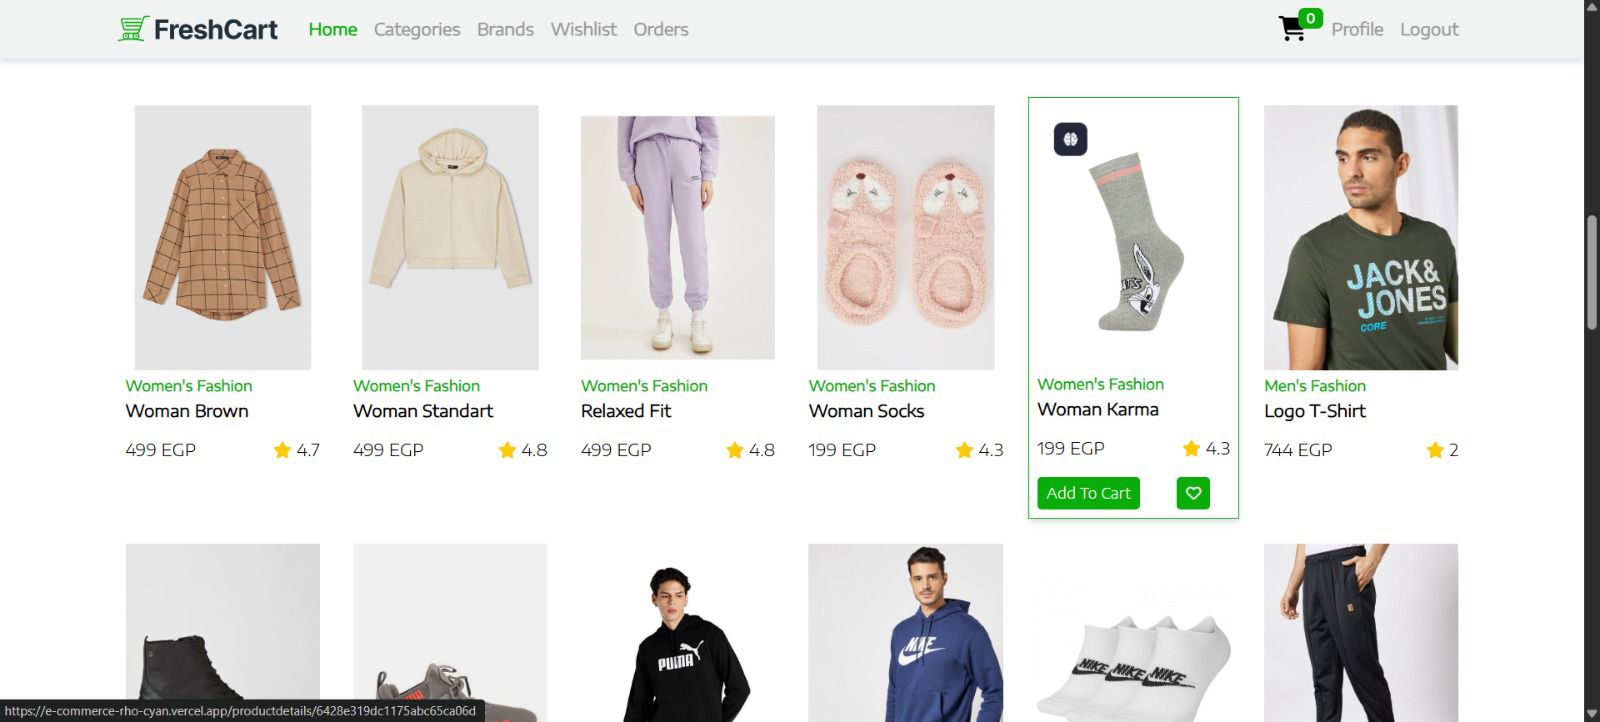 FreshCart Home Categories Brands Wishlist Orders 0 Profile Logout
JACK&
JONES
CORE
Women's Fashion Women's Fashion Women's Fashion Women's Fashion Women's Fashion Men's Fashion
Woman Brown Woman Standart Relaxed Fit Woman Socks Woman Karma Logo T-Shirt
499 EGP 4.7 499 EGP 4.8 499 EGP 4.8 199 EGP 4.3 199 EGP 4.3 744 EGP 2
Add To Cart
PUMA NIKE NIKE NIKE NIKE
https://e-commerce-rho-cyan.vercel.app/productdetails/6428e319dc1175abc65ca06d